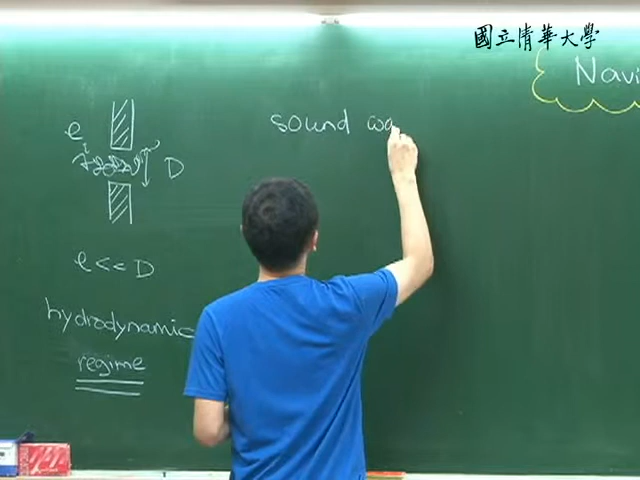 國立清華大學
Navi
sound wa
e
D
e << D
hydrodynamic
regime